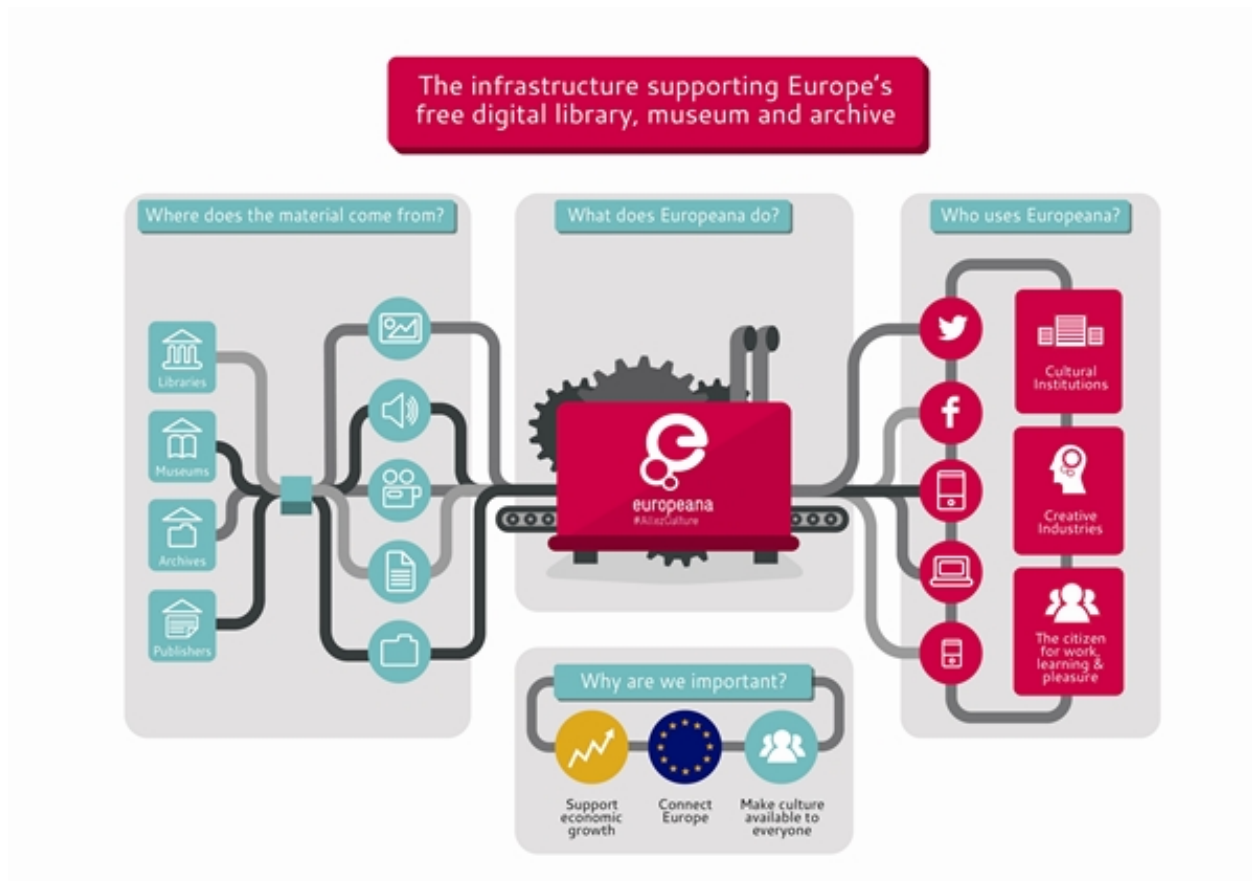 The infrastructure supporting Europe's
free digital library, museum and archive
Where does the material come from?
Libraries
Museums
Archives
Publishers
What does Europeana do?
europeana
#AllezCulture
Who uses Europeana?
f
Cultural
Institutions
Creative
Industries
The citizen
for work,
learning &
pleasure
Why are we important?
Support
economic
growth
Connect
Europe
Make culture
available to
everyone